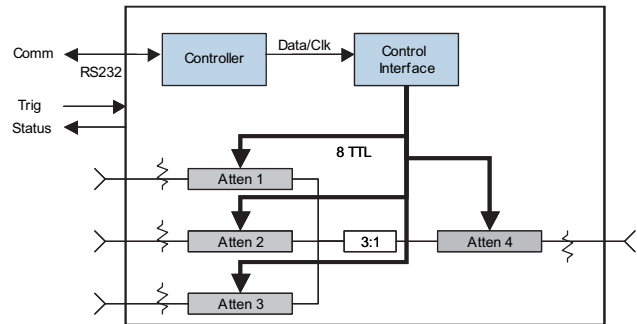 Comm
RS232
Controller
Data/Clk
Control
Interface
Trig
Status
8 TTL
Atten 1
Atten 2
3:1
Atten 4
Atten 3